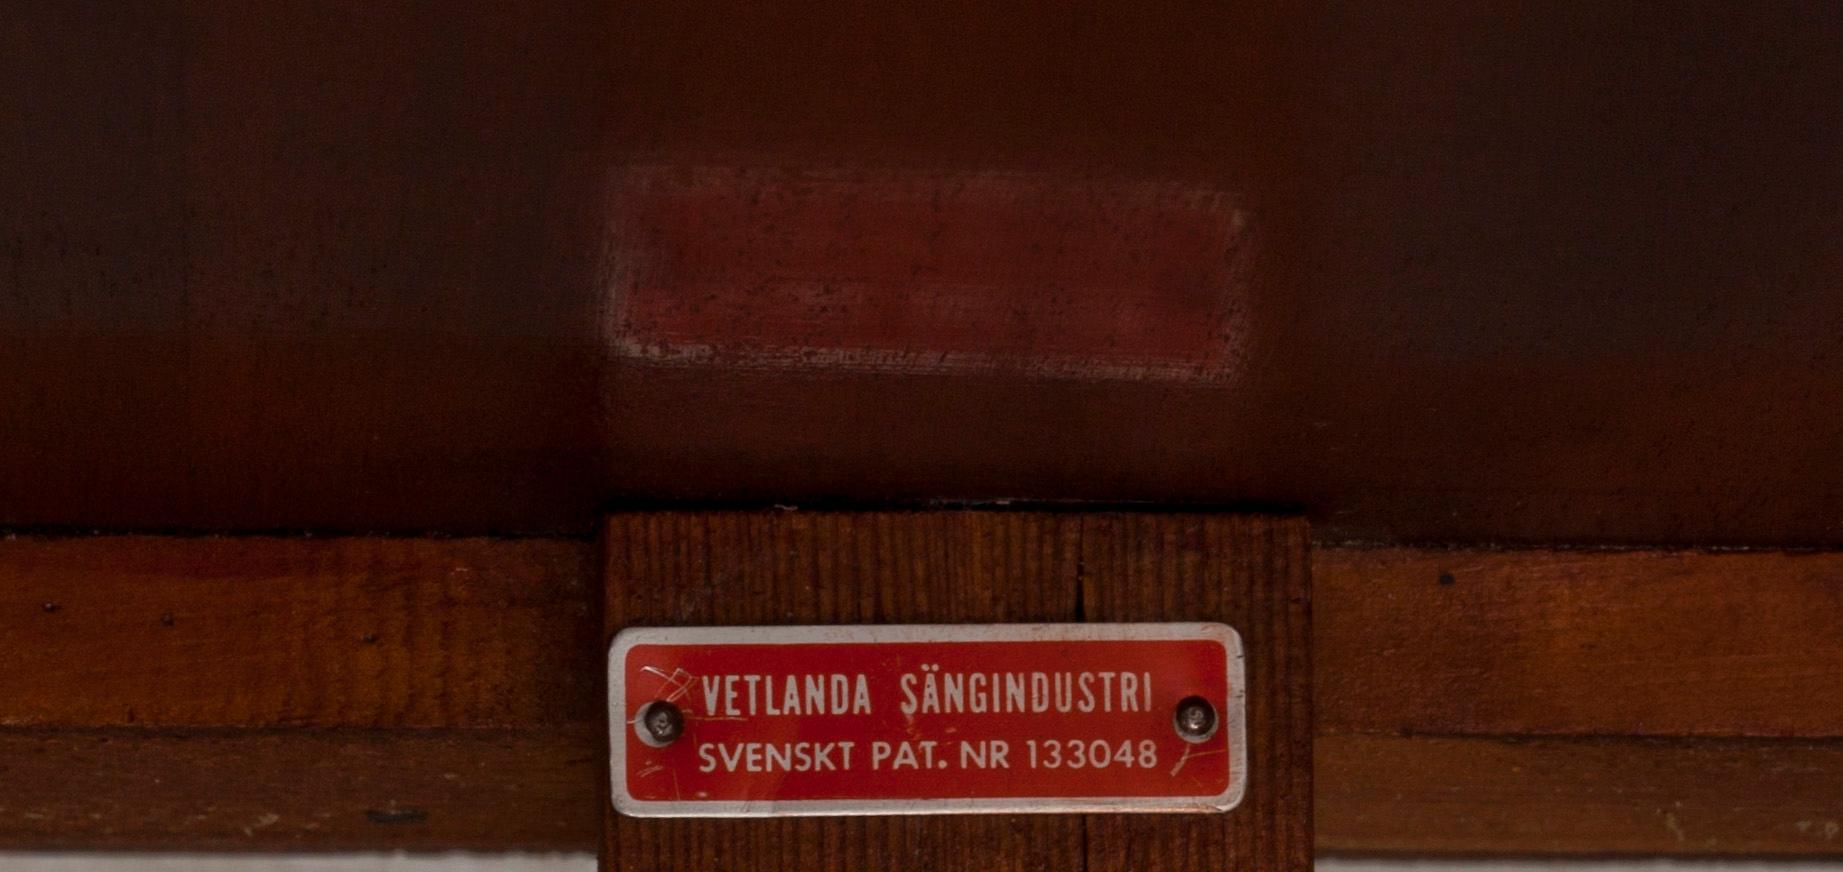 VETLANDA SÄNGINDUSTRI
SVENSKT PAT. NR 133048